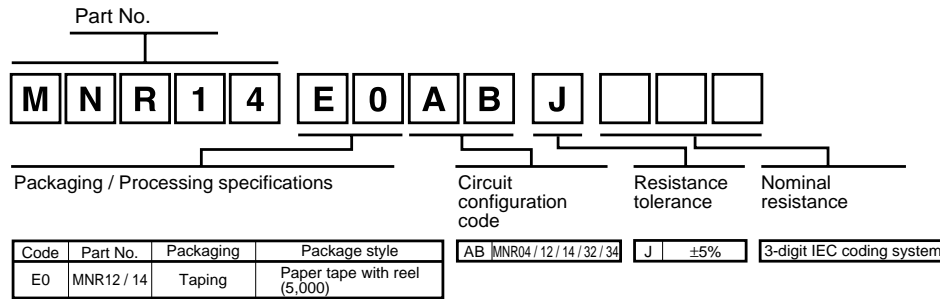 Part No.
M N R 1 4 E 0 A B J
Packaging / Processing specifications
Circuit
configuration
code
Resistance
tolerance
Nominal
resistance
Code Part No. Packaging Package style
E0 MNR12 / 14 Taping Paper tape with reel
(5,000)
AB MNR04 / 12 / 14 / 32 / 34
J ±5%
3-digit IEC coding system